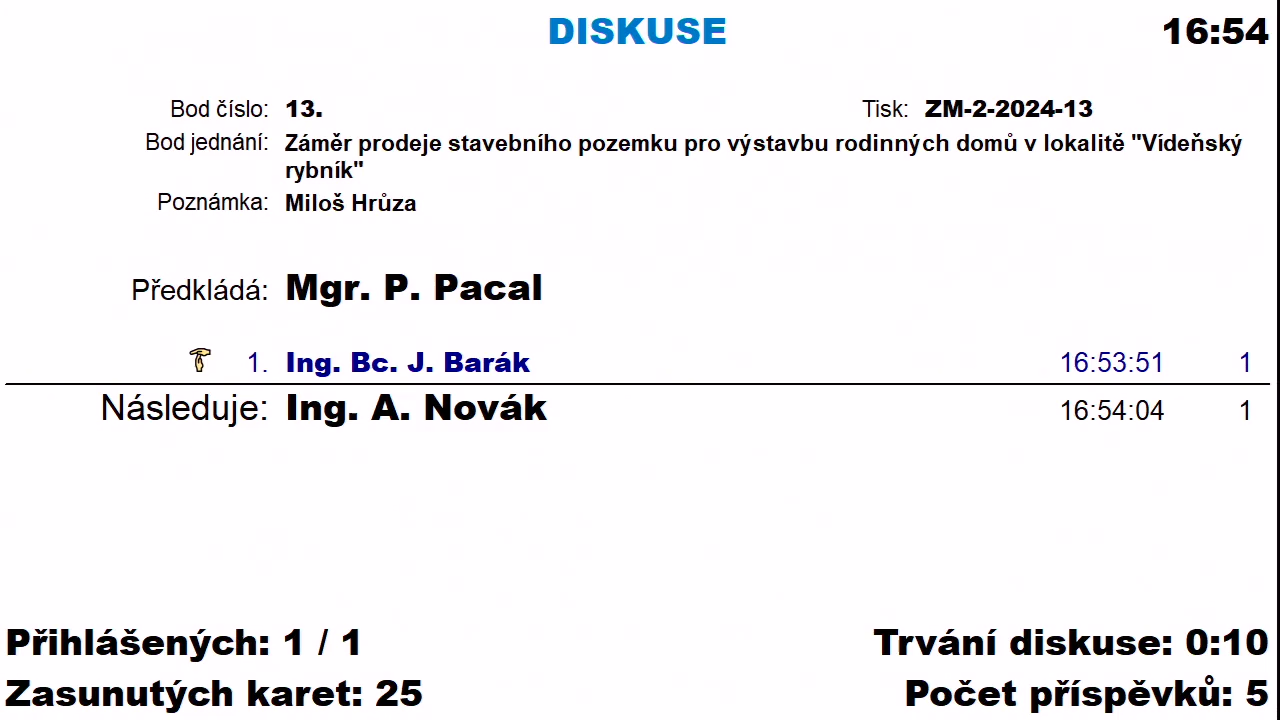 DISKUSE 16:54
Bod číslo: 13. Tisk: ZM-2-2024-13
Bod jednání: Záměr prodeje stavebního pozemku pro výstavbu rodinných domů v lokalitě "Vídeňský
rybník"
Poznámka: Miloš Hrůza
Předkládá: Mgr. P. Pacal
1. Ing. Bc. J. Barák 16:53:51 1
Následuje: Ing. A. Novák 16:54:04 1
Přihlášených: 1 / 1 Trvání diskuse: 0:10
Zasunutých karet: 25 Počet příspěvků: 5